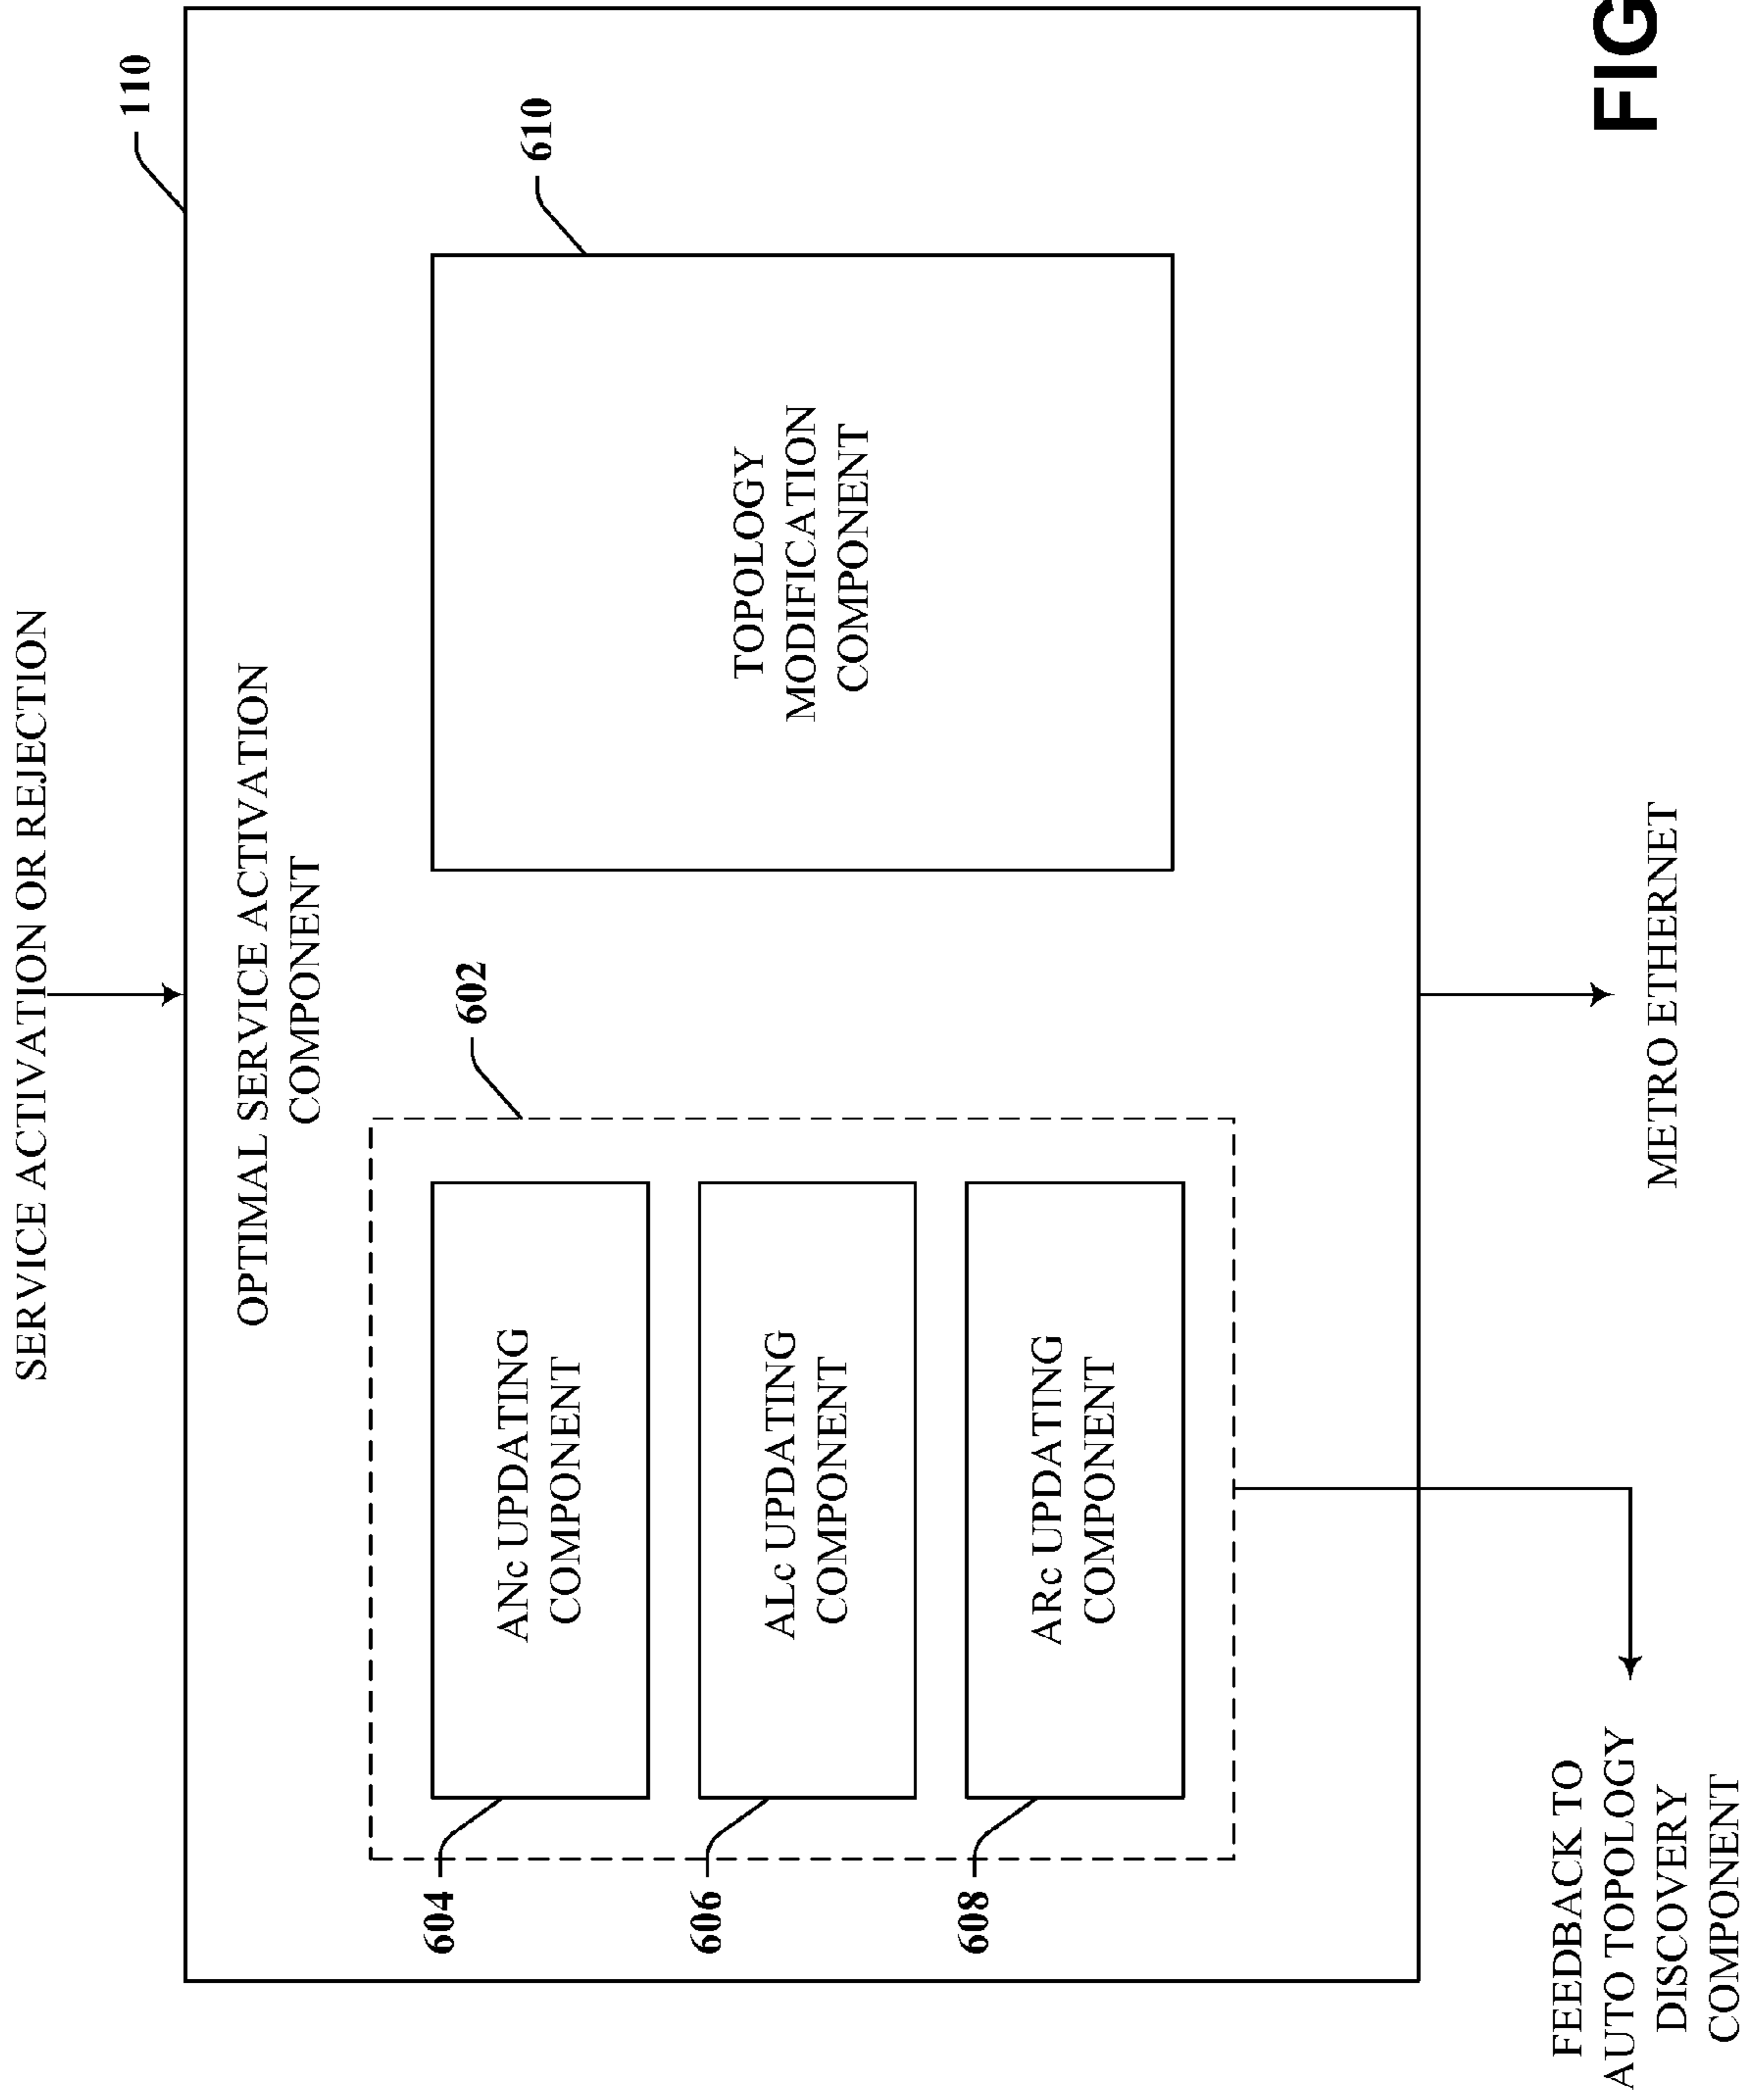 SERVICE ACTIVATION OR REJECTION
110
OPTIMAL SERVICE ACTIVATION
COMPONENT
602
610
604
ANc UPDATING
COMPONENT
606
ALc UPDATING
COMPONENT
608
ARc UPDATING
COMPONENT
TOPOLOGY
MODIFICATION
COMPONENT
FEEDBACK TO
AUTO TOPOLOGY
DISCOVERY
COMPONENT
METRO ETHERNET
FIG